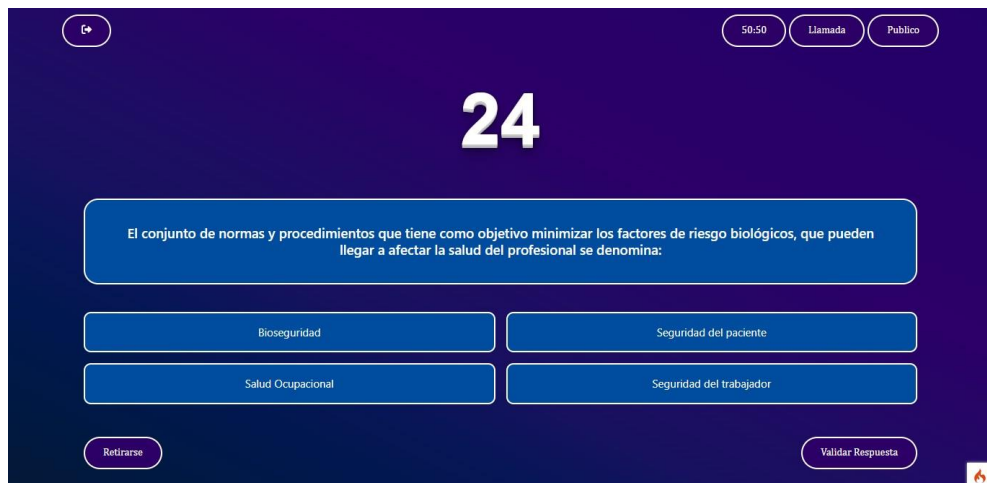 50:50
Llamada
Publico
24
El conjunto de normas y procedimientos que tiene como objetivo minimizar los factores de riesgo biológicos, que pueden
llegar a afectar la salud del profesional se denomina:
Bioseguridad
Seguridad del paciente
Salud Ocupacional
Seguridad del trabajador
Retirarse
Validar Respuesta